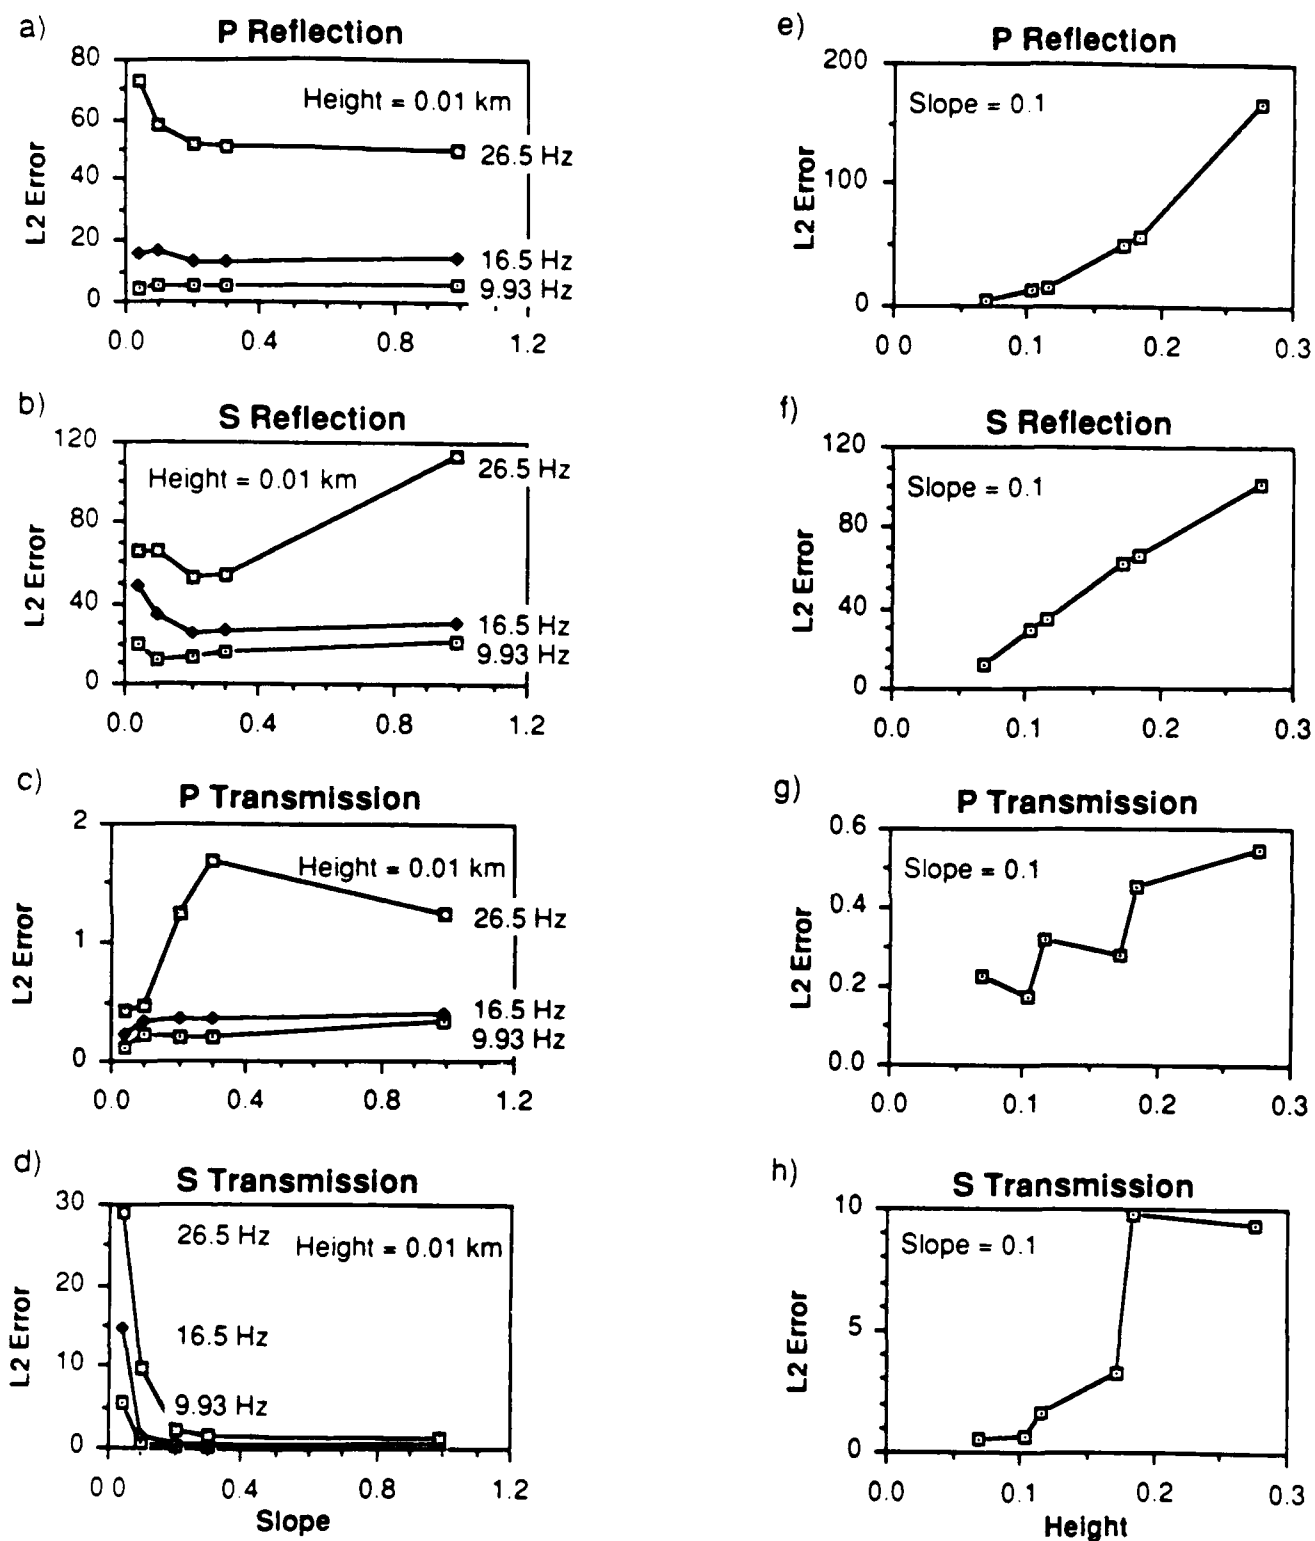 a)
P Reflection
80
60
40
20
0
L2 Error
Height = 0.01 km
26.5 Hz
16.5 Hz
9.93 Hz
0.0 0.4 0.8 1.2
b)
S Reflection
120
80
40
0
L2 Error
Height = 0.01 km
26.5 Hz
16.5 Hz
9.93 Hz
0.0 0.4 0.8 1.2
c)
P Transmission
2
1
0
L2 Error
Height = 0.01 km
26.5 Hz
16.5 Hz
9.93 Hz
0.0 0.4 0.8 1.2
d)
S Transmission
30
20
10
0
L2 Error
26.5 Hz
Height = 0.01 km
16.5 Hz
9.93 Hz
0 0 0.4 0.8 1.2
Slope
e)
P Reflection
200
100
0
L2 Error
Slope = 0.1
0 0 0.1 0.2 0.3
f)
S Reflection
120
80
40
0
L2 Error
Slope = 0.1
0.0 0.1 0.2 0.3
g)
P Transmission
0.6
0.4
0.2
0.0
L2 Error
Slope = 0.1
0.0 0.1 0.2 0.3
h)
S Transmission
10
5
0
L2 Error
Slope = 0.1
0.0 0.1 0.2 0.3
Height